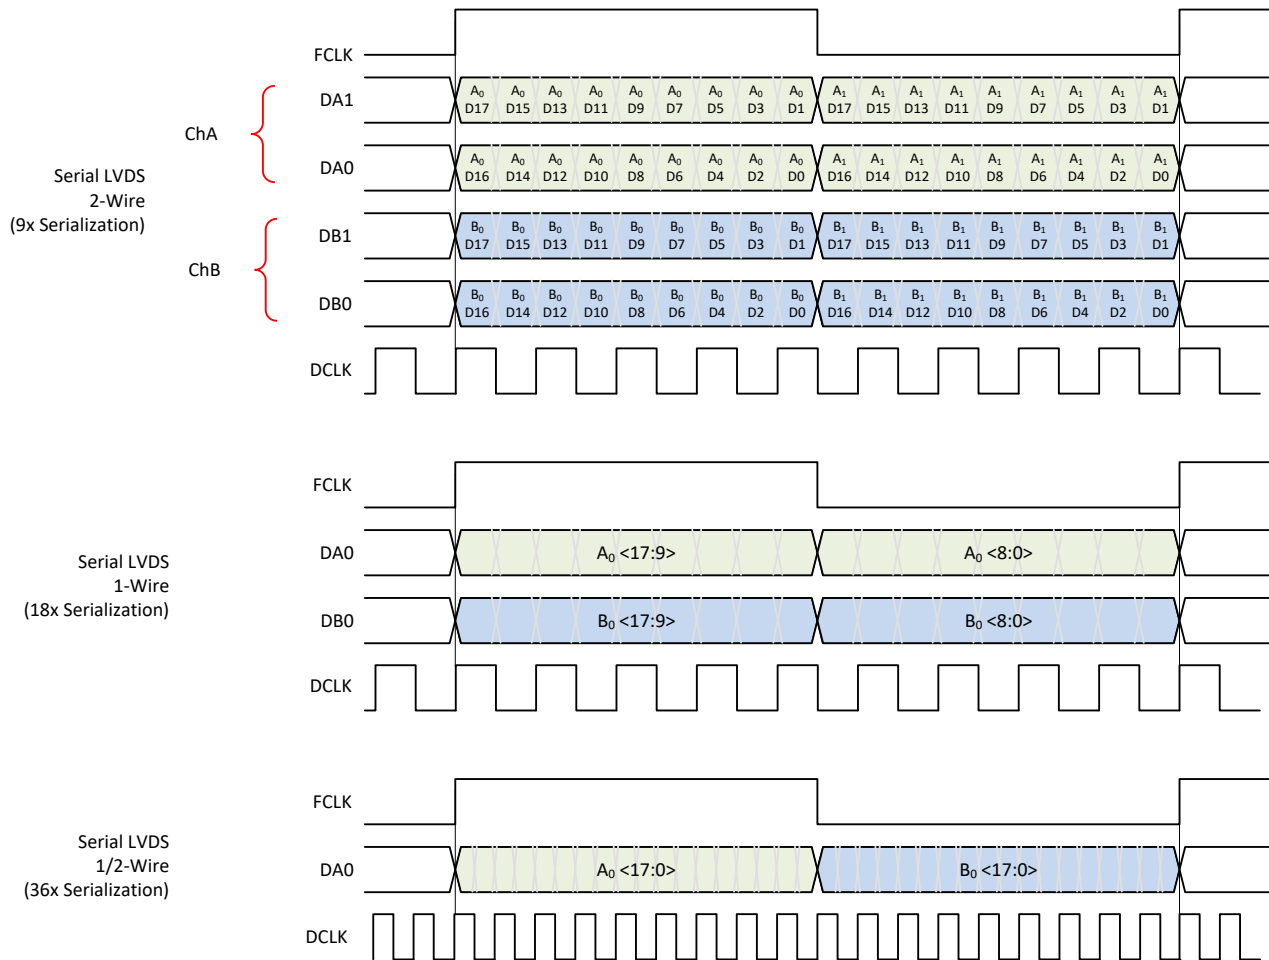 FCLK
DA1
A0 A0 A0 A0 A0 A0 A0 A0 A0 A1 A1 A1 A1 A1 A1 A1 A1 A1
D17 D15 D13 D11 D9 D7 D5 D3 D1 D17 D15 D13 D11 D9 D7 D5 D3 D1
ChA
DA0
A0 A0 A0 A0 A0 A0 A0 A0 A0 A1 A1 A1 A1 A1 A1 A1 A1 A1
D16 D14 D12 D10 D8 D6 D4 D2 D0 D16 D14 D12 D10 D8 D6 D4 D2 D0
Serial LVDS
2-Wire
(9x Serialization)
DB1
B0 B0 B0 B0 B0 B0 B0 B0 B0 B1 B1 B1 B1 B1 B1 B1 B1 B1
D17 D15 D13 D11 D9 D7 D5 D3 D1 D17 D15 D13 D11 D9 D7 D5 D3 D1
ChB
DB0
B0 B0 B0 B0 B0 B0 B0 B0 B0 B1 B1 B1 B1 B1 B1 B1 B1 B1
D16 D14 D12 D10 D8 D6 D4 D2 D0 D16 D14 D12 D10 D8 D6 D4 D2 D0
DCLK
FCLK
DA0 A0 <17:9> A0 <8:0>
Serial LVDS
1-Wire
(18x Serialization)
DB0 B0 <17:9> B0 <8:0>
DCLK
FCLK
Serial LVDS
1/2-Wire
(36x Serialization)
DA0 A0 <17:0> B0 <17:0>
DCLK